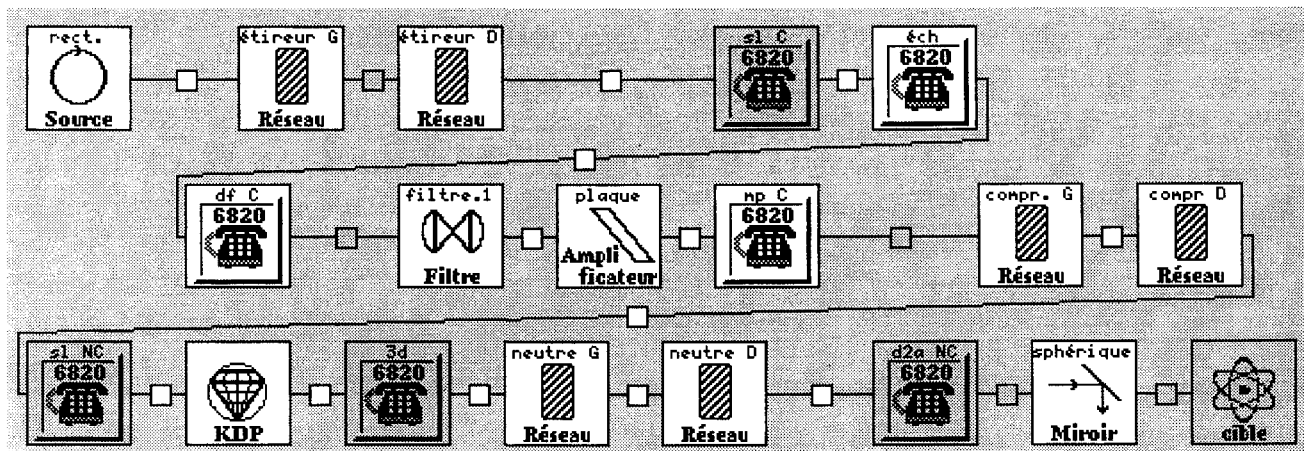 rect.
Source
étireur G
Réseau
étireur D
Réseau
sl C
6820
éch
6820
df C
6820
filtre.1
Filtre
plaque
Ampli
ficateur
mp C
6820
compr. G
Réseau
compr D
Réseau
sl NC
6820
KDP
3d
6820
neutre G
Réseau
neutre D
Réseau
d2a NC
6820
sphérique
Miroir
cible